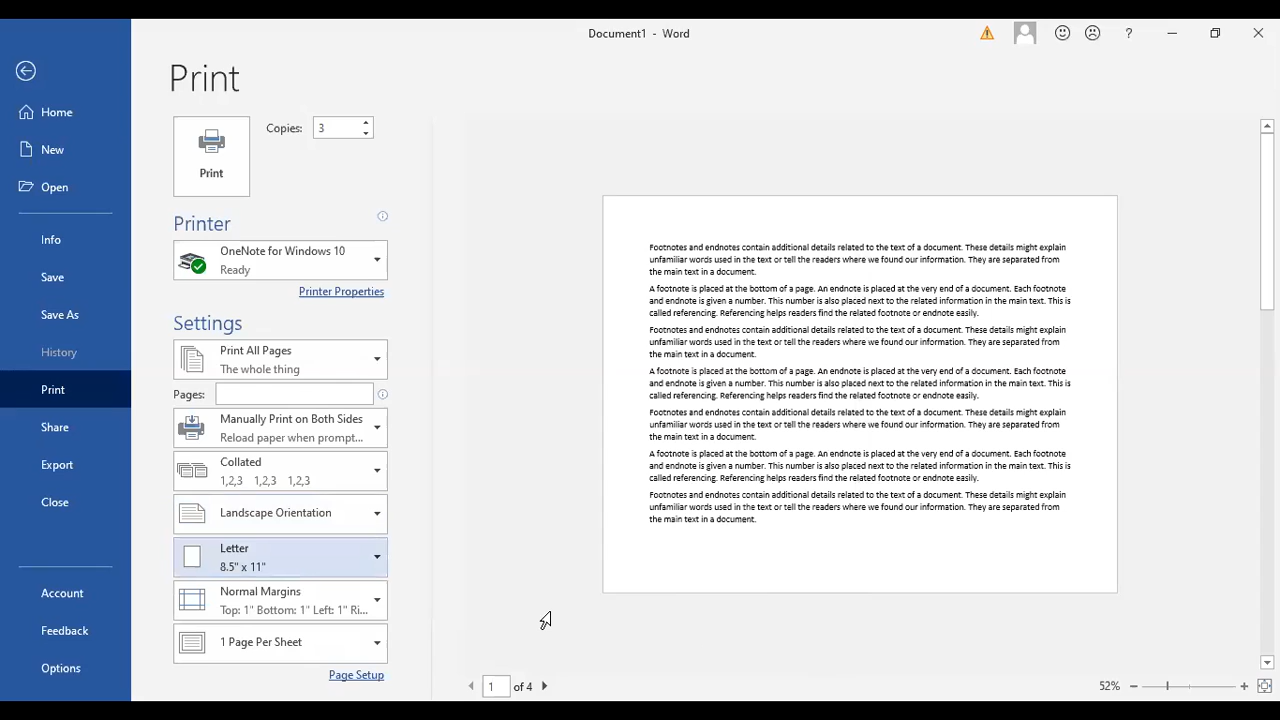 Document1 - Word
?
Print
Home
New
Open
Info
Save
Save As
History
Print
Share
Export
Close
Account
Feedback
Options
Print
Copies: 3
Printer
OneNote for Windows 10
Ready
Printer Properties
Settings
Print All Pages
The whole thing
Pages:
Manually Print on Both Sides
Reload paper when prompt...
Collated
1,2,3 1,2,3 1,2,3
Landscape Orientation
Letter
8.5" x 11"
Normal Margins
Top: 1" Bottom: 1" Left: 1" Ri...
1 Page Per Sheet
Page Setup
Footnotes and endnotes contain additional details related to the text of a document. These details might explain
unfamiliar words used in the text or tell the readers where we found our information. They are separated from
the main text in a document.
A footnote is placed at the bottom of a page. An endnote is placed at the very end of a document. Each footnote
and endnote is given a number. This number is also placed next to the related information in the main text. This is
called referencing. Referencing helps readers find the related footnote or endnote easily.
Footnotes and endnotes contain additional details related to the text of a document. These details might explain
unfamiliar words used in the text or tell the readers where we found our information. They are separated from
the main text in a document.
A footnote is placed at the bottom of a page. An endnote is placed at the very end of a document. Each footnote
and endnote is given a number. This number is also placed next to the related information in the main text. This is
called referencing. Referencing helps readers find the related footnote or endnote easily.
Footnotes and endnotes contain additional details related to the text of a document. These details might explain
unfamiliar words used in the text or tell the readers where we found our information. They are separated from
the main text in a document.
A footnote is placed at the bottom of a page. An endnote is placed at the very end of a document. Each footnote
and endnote is given a number. This number is also placed next to the related information in the main text. This is
called referencing. Referencing helps readers find the related footnote or endnote easily.
Footnotes and endnotes contain additional details related to the text of a document. These details might explain
unfamiliar words used in the text or tell the readers where we found our information. They are separated from
the main text in a document.
1 of 4
52%